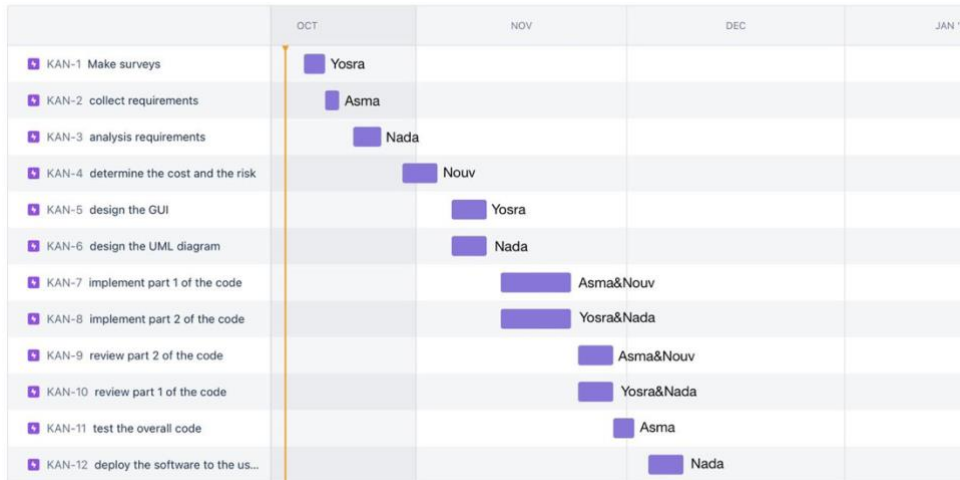 OCT NOV DEC JAN '
KAN-1 Make surveys Yosra
KAN-2 collect requirements Asma
KAN-3 analysis requirements Nada
KAN-4 determine the cost and the risk Nouv
KAN-5 design the GUI Yosra
KAN-6 design the UML diagram Nada
KAN-7 implement part 1 of the code Asma&Nouv
KAN-8 implement part 2 of the code Yosra&Nada
KAN-9 review part 2 of the code Asma&Nouv
KAN-10 review part 1 of the code Yosra&Nada
KAN-11 test the overall code Asma
KAN-12 deploy the software to the us... Nada